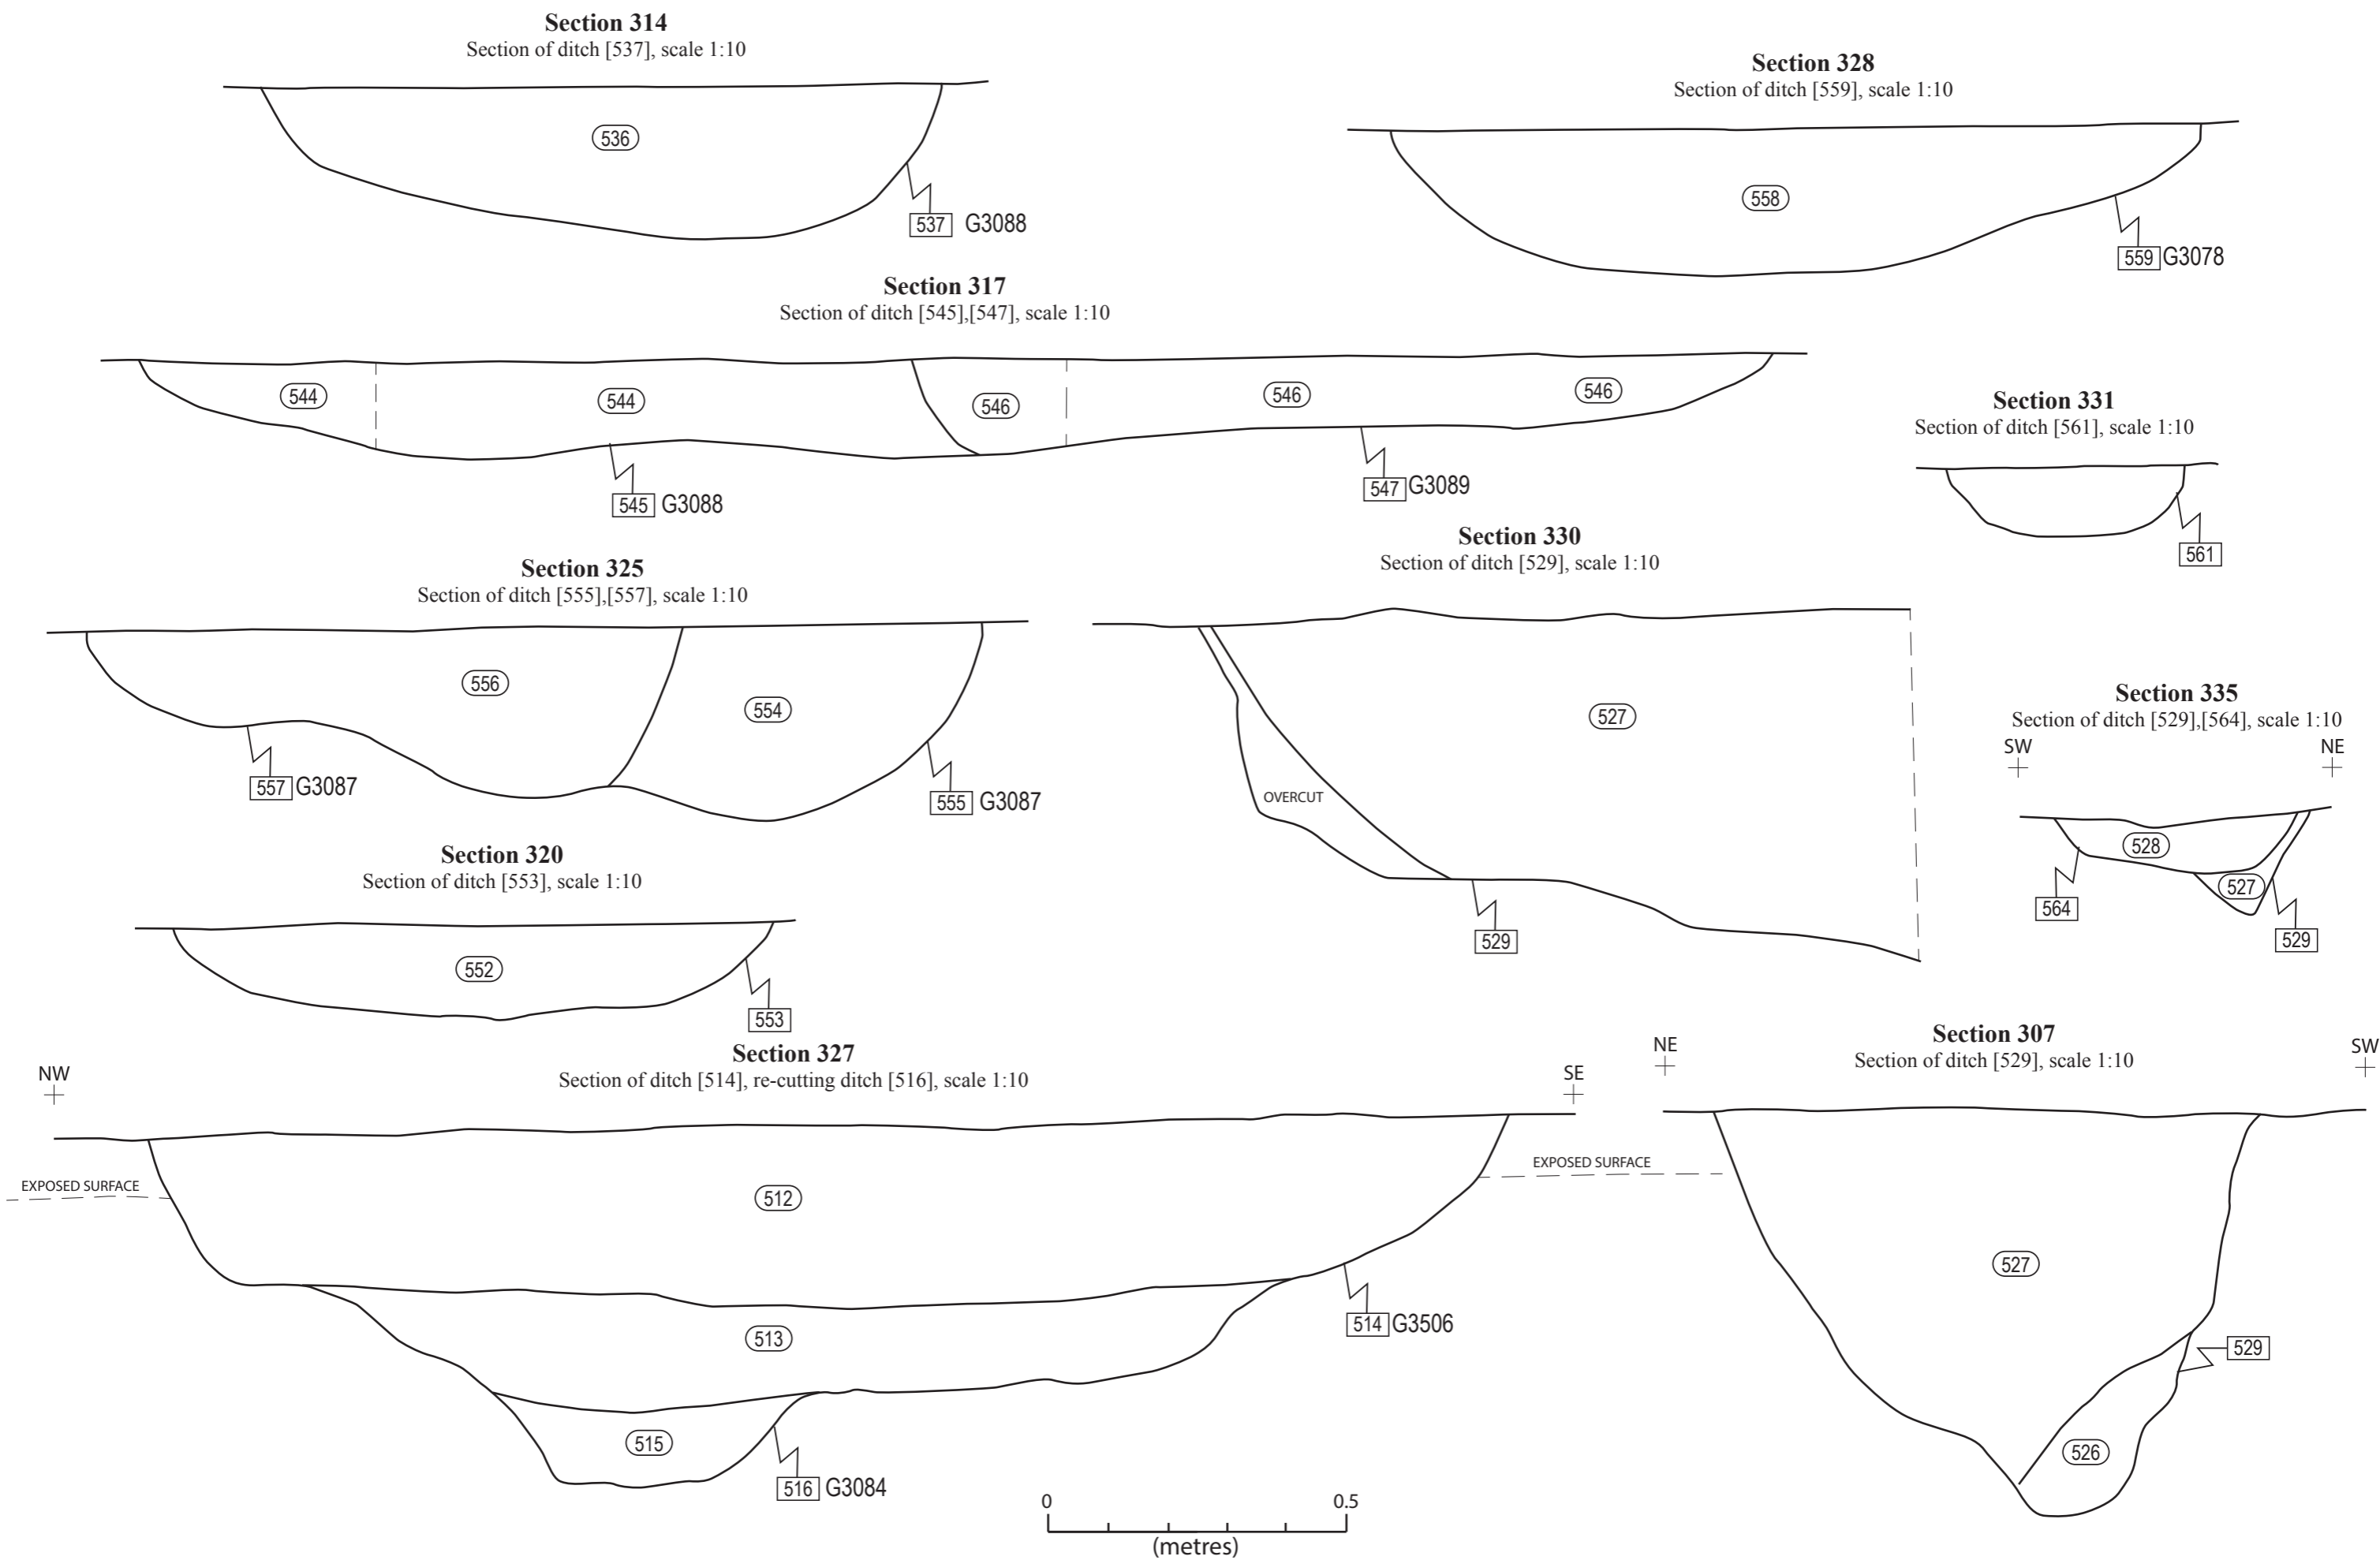 Section 314
Section of ditch [537], scale 1:10
536
537 G3088
Section 328
Section of ditch [559], scale 1:10
558
559 G3078
Section 317
Section of ditch [545],[547], scale 1:10
544
544
546
546
546
545 G3088
547 G3089
Section 331
Section of ditch [561], scale 1:10
561
Section 325
Section of ditch [555],[557], scale 1:10
556
554
557 G3087
555 G3087
Section 330
Section of ditch [529], scale 1:10
527
OVERCUT
529
Section 335
Section of ditch [529],[564], scale 1:10
SW
NE
528
527
564
529
Section 320
Section of ditch [553], scale 1:10
552
553
Section 327
Section of ditch [514], re-cutting ditch [516], scale 1:10
NW
SE
EXPOSED SURFACE
EXPOSED SURFACE
512
513
514 G3506
515
516 G3084
Section 307
Section of ditch [529], scale 1:10
NE
SW
527
529
526
0
0.5
(metres)